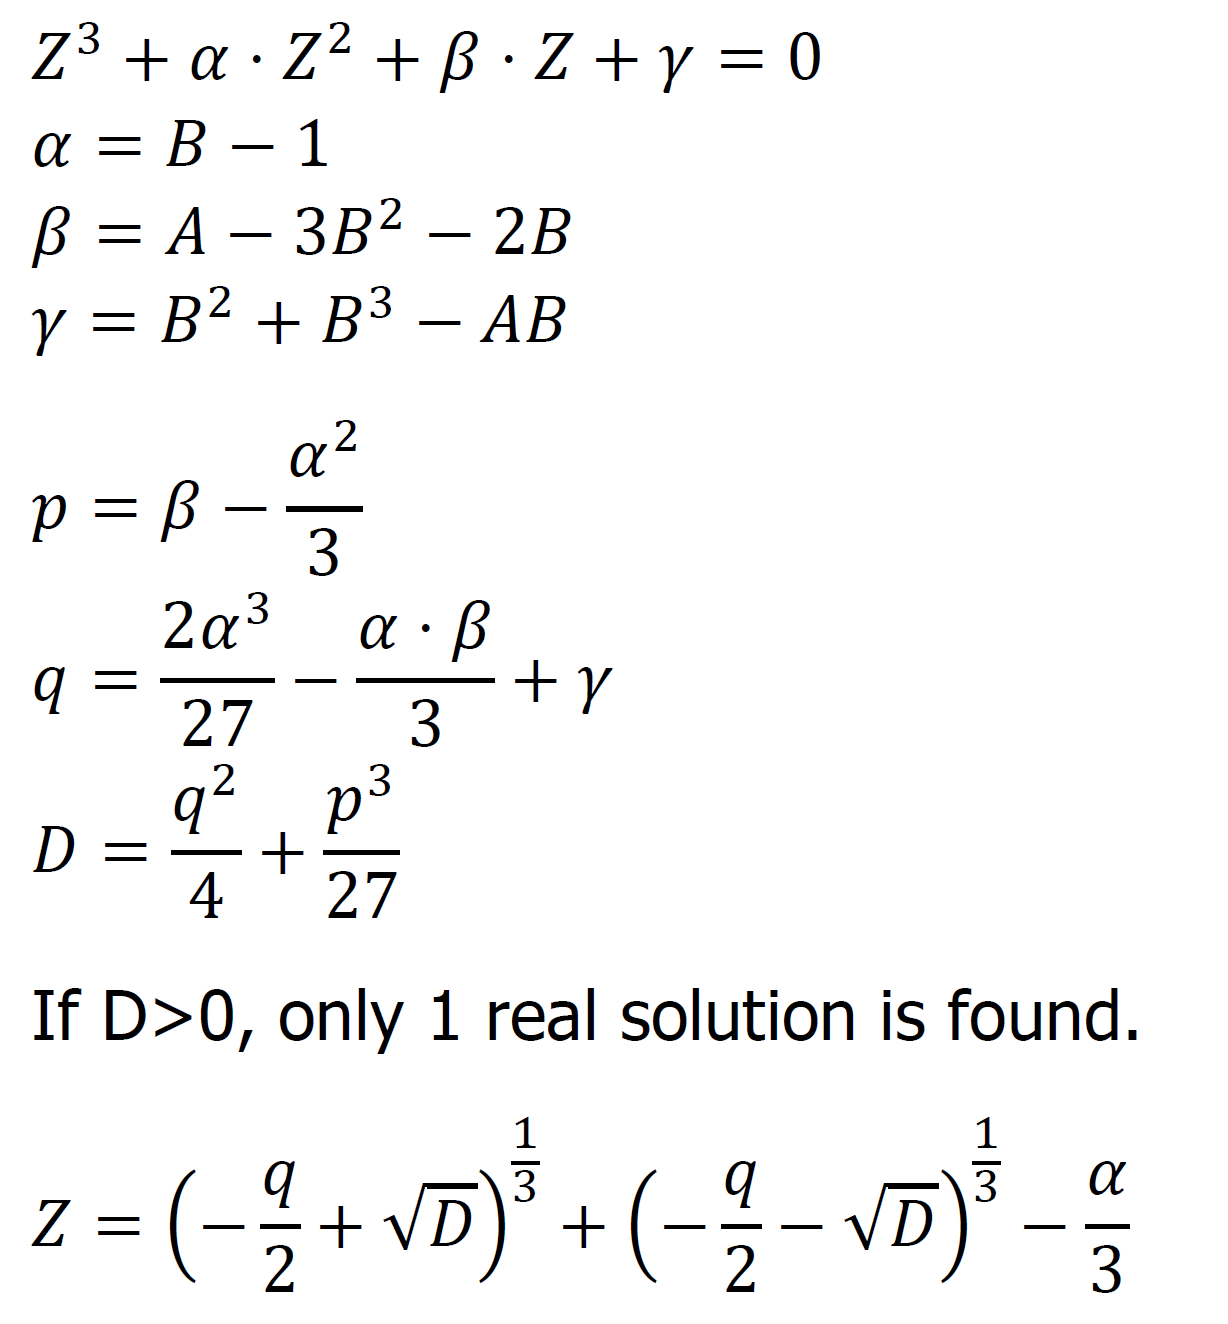 Z³ + α · Z² + β · Z + γ = 0
α = B − 1
β = A − 3B² − 2B
γ = B² + B³ − AB
p = β − α²/3
q = 2α³/27 − α · β/3 + γ
D = q²/4 + p³/27
If D>0, only 1 real solution is found.
Z = (−q/2 + √D)^(1/3) + (−q/2 − √D)^(1/3) − α/3